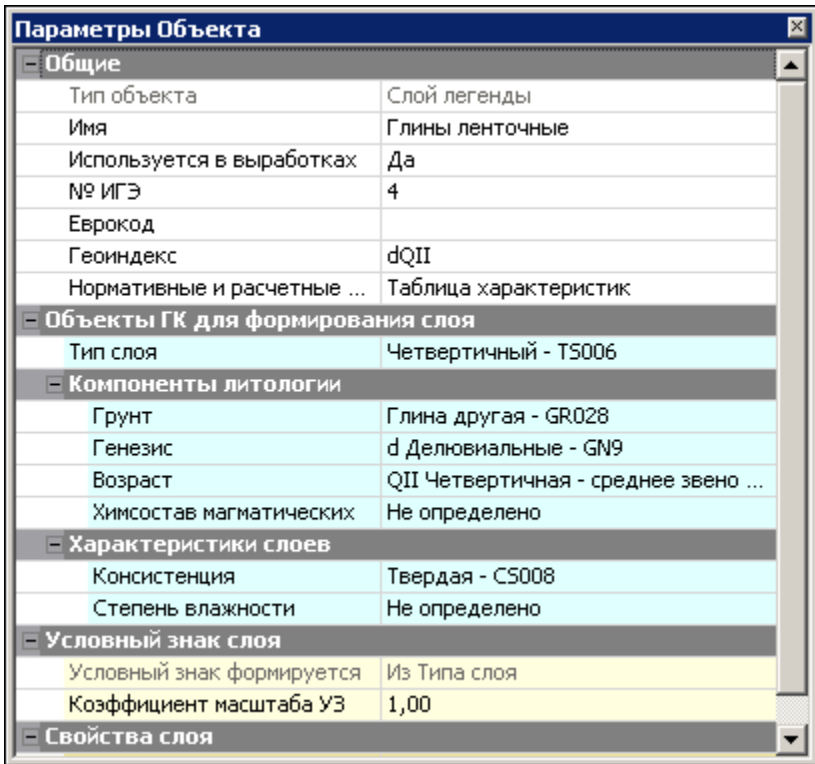 Параметры Объекта
Общие
Тип объекта Слой легенды
Имя Глины ленточные
Используется в выработках Да
№ ИГЭ 4
Еврокод
Геоиндекс dQII
Нормативные и расчетные ... Таблица характеристик
Объекты ГК для формирования слоя
Тип слоя Четвертичный - TS006
Компоненты литологии
Грунт Глина другая - GR028
Генезис d Делювиальные - GN9
Возраст QII Четвертичная - среднее звено ...
Химсостав магматических Не определено
Характеристики слоев
Консистенция Твердая - CS008
Степень влажности Не определено
Условный знак слоя
Условный знак формируется Из Типа слоя
Коэффициент масштаба УЗ 1,00
Свойства слоя